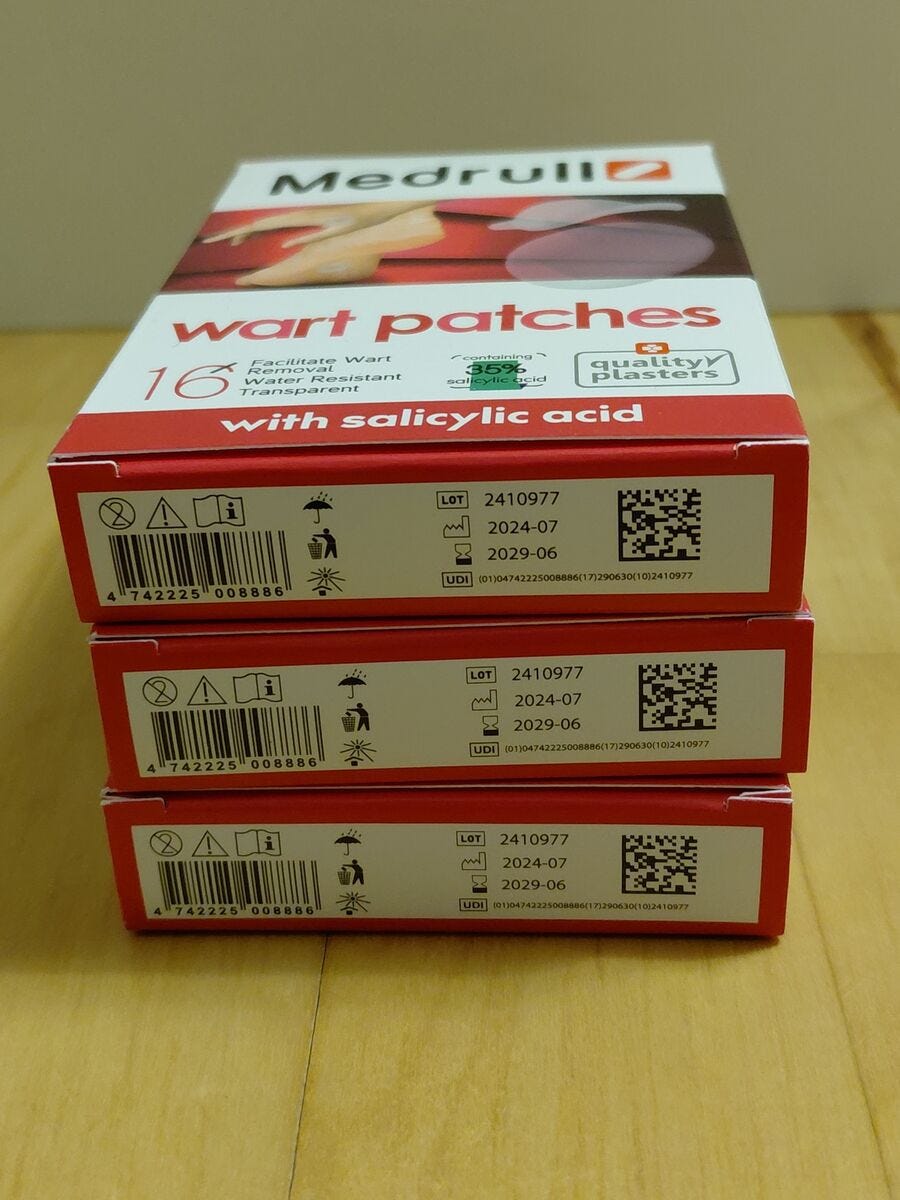 Medrull
wart patches
16x
Facilitate Wart
Removal
Water Resistant
Transparent
containing
35%
salicylic acid
quality
plasters
with salicylic acid
LOT 2410977
2024-07
2029-06
UDI (01)04742225008886(17)290630(10)2410977
4 742225 008886
LOT 2410977
2024-07
2029-06
UDI (01)04742225008886(17)290630(10)2410977
4 742225 008886
LOT 2410977
2024-07
2029-06
UDI (01)04742225008886(17)290630(10)2410977
4 742225 008886